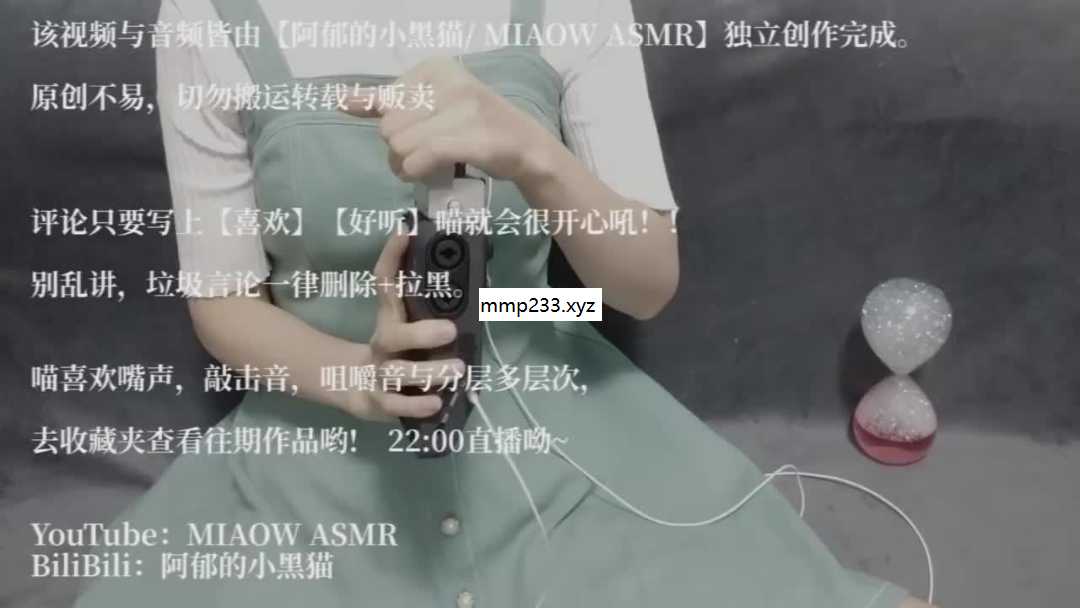 该视频与音频皆由【阿郁的小黑猫/ MIAOW ASMR】独立创作完成。
原创不易，切勿搬运转载与贩卖
评论只要写上【喜欢】【好听】喵就会很开心吼！！
别乱讲，垃圾言论一律删除+拉黑。
mmp233.xyz
喵喜欢嘴声，敲击音，咀嚼音与分层多层次，
去收藏夹查看往期作品哟！ 22:00直播呦~
YouTube：MIAOW ASMR
BiliBili：阿郁的小黑猫